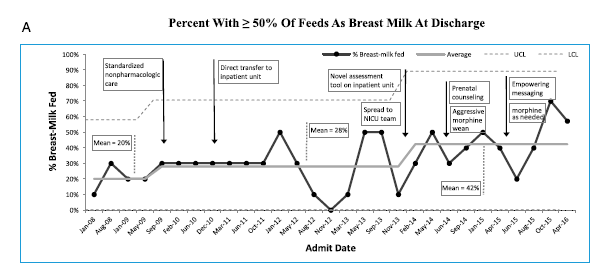 A
Percent With ≥ 50% Of Feeds As Breast Milk At Discharge
% Breast-milk fed
Average
UCL
LCL
% Breast-Milk Fed
100%
90%
80%
70%
60%
50%
40%
30%
20%
10%
0%
Standardized
nonpharmacologic
care
Direct transfer to
inpatient unit
Novel assessment
tool on inpatient unit
Spread to
NICU team
Prenatal
counseling
Aggressive
morphine
wean
Empowering
messaging
morphine
as needed
Mean = 20%
Mean = 28%
Mean = 42%
Jan-08
Aug-08
Jan-09
May-09
Sep-09
Feb-10
Jun-10
Dec-10
Mar-11
Jun-11
Oct-11
Jan-12
May-12
Aug-12
Nov-12
Jan-13
May-13
Sep-13
Nov-13
Feb-14
May-14
Jun-14
Oct-14
Jan-15
Apr-15
Jun-15
Aug-15
Oct-15
Apr-16
Admit Date